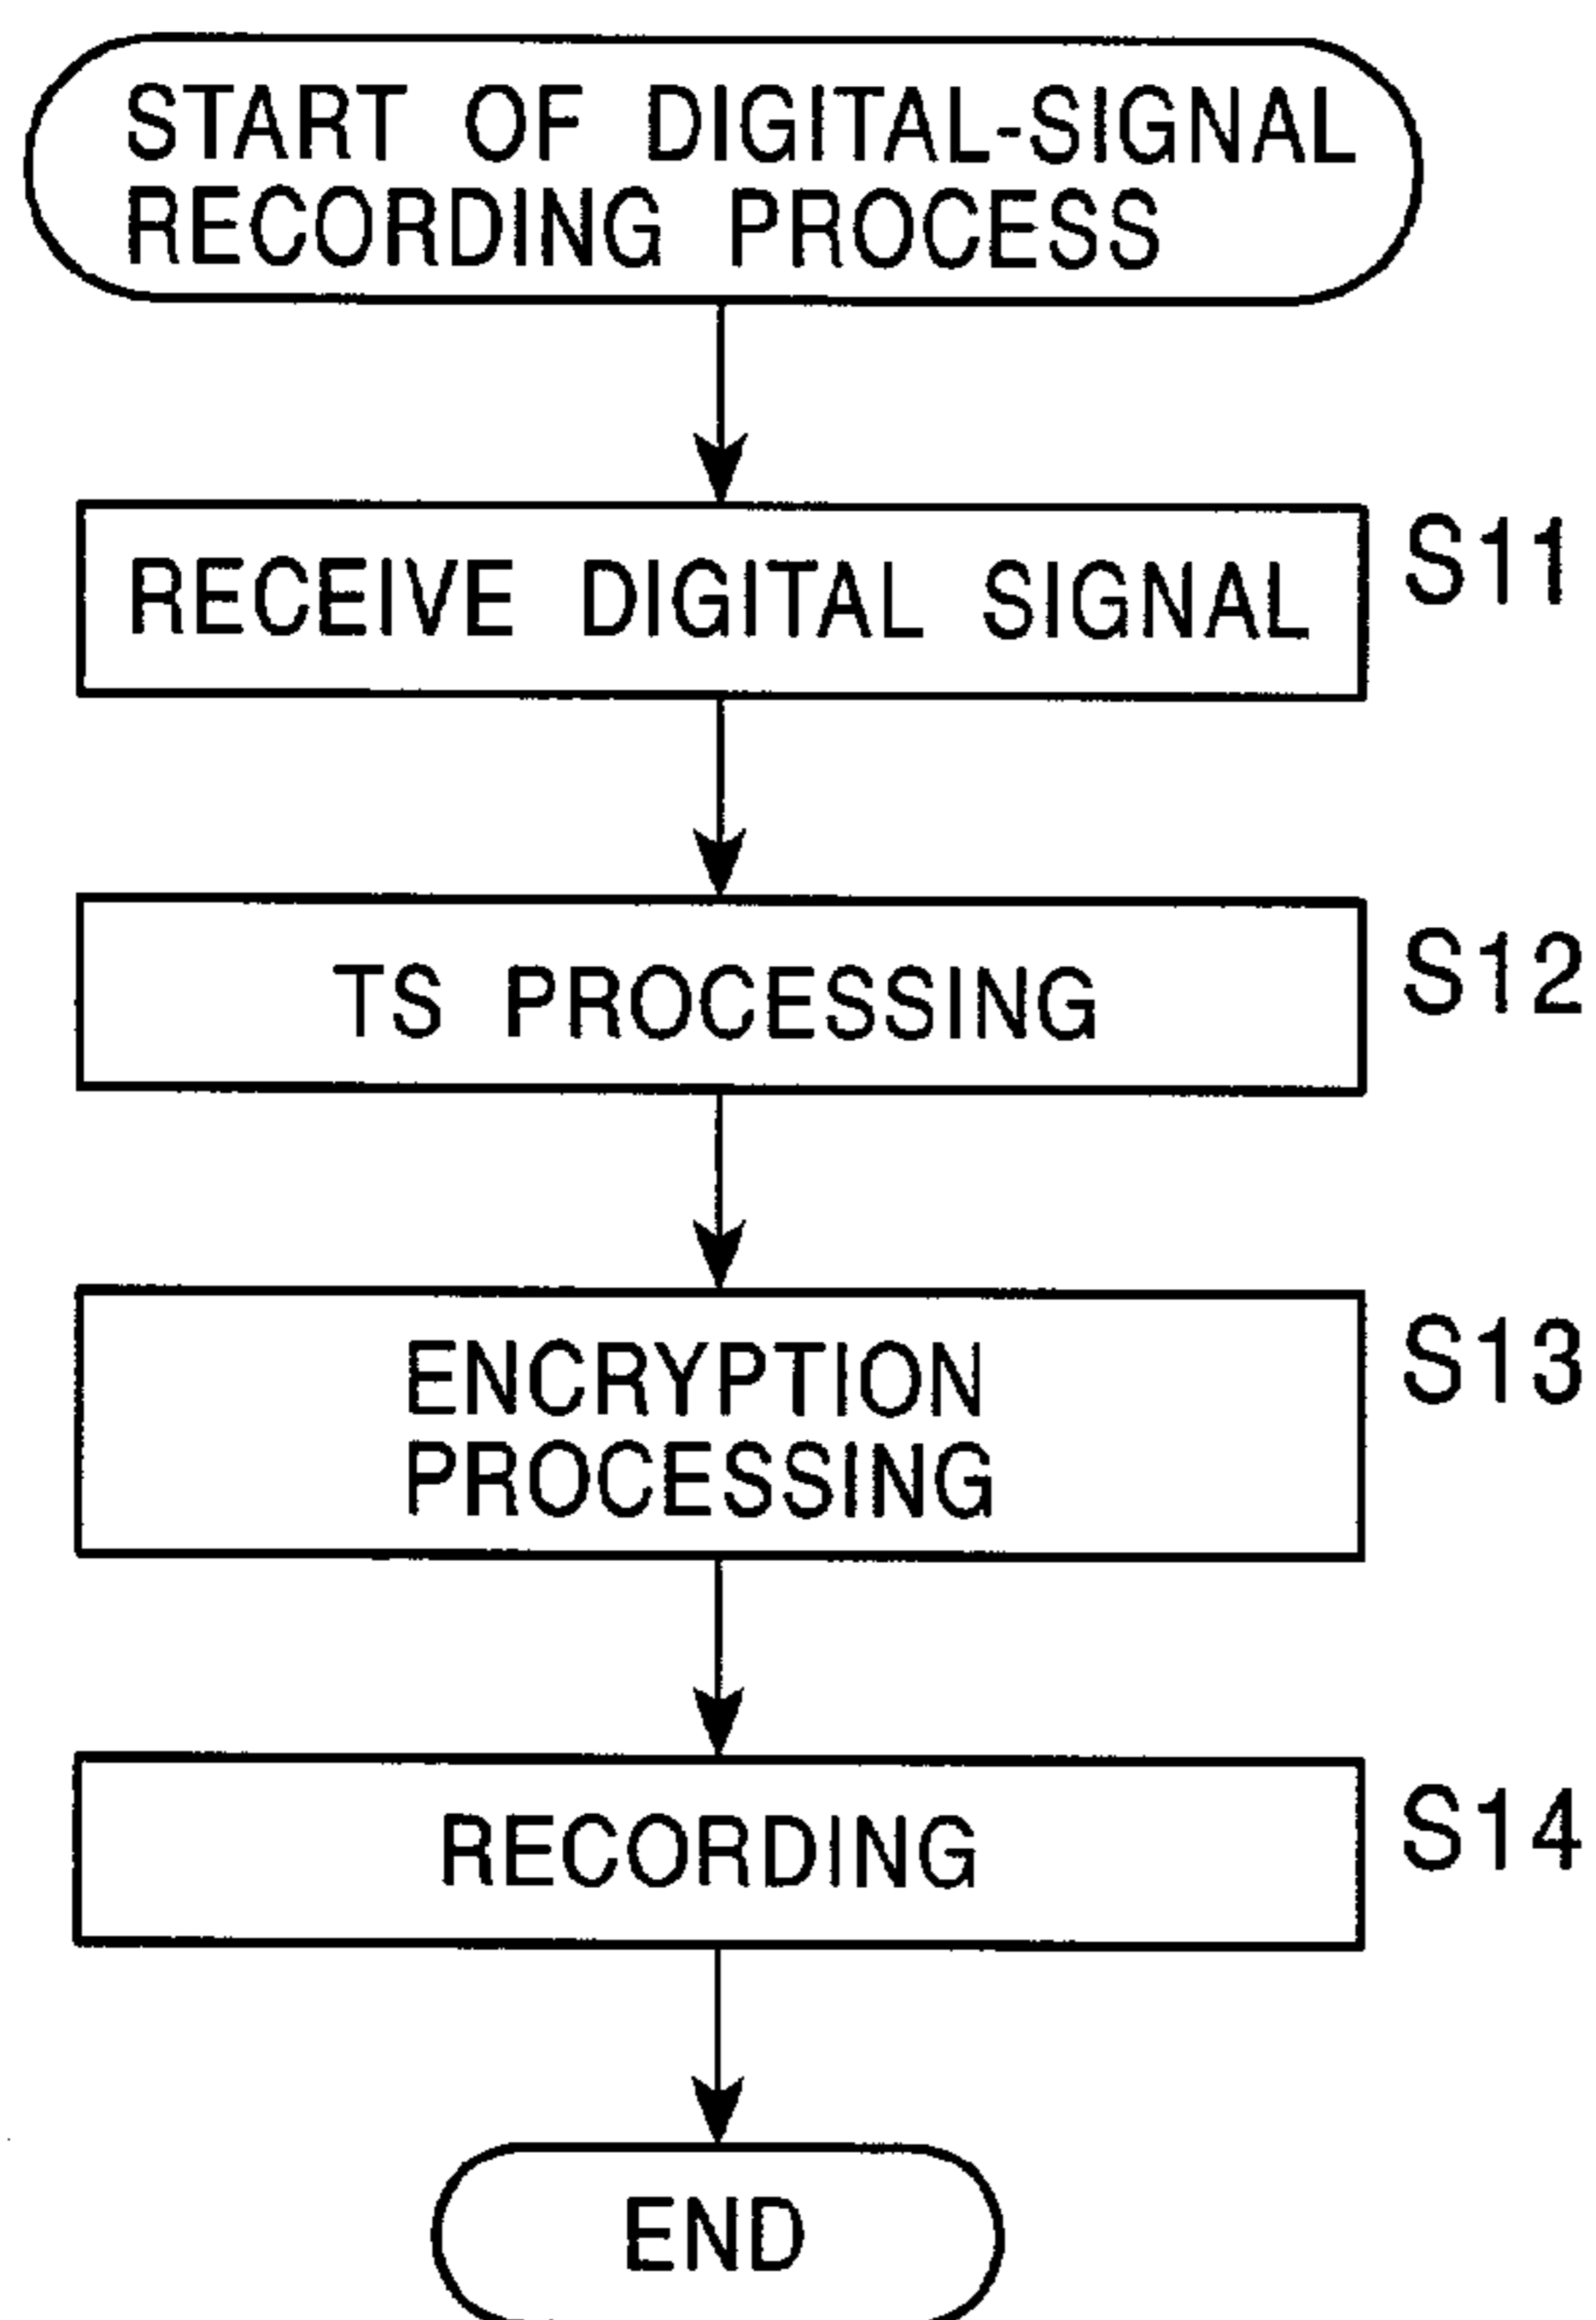 START OF DIGITAL-SIGNAL
RECORDING PROCESS
RECEIVE DIGITAL SIGNAL
S11
TS PROCESSING
S12
ENCRYPTION
PROCESSING
S13
RECORDING
S14
END